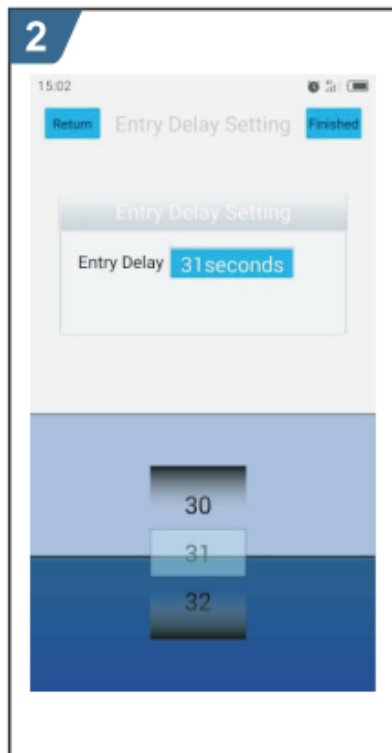 2
15:02
Return Entry Delay Setting Finished
Entry Delay Setting
Entry Delay 31seconds
30
31
32